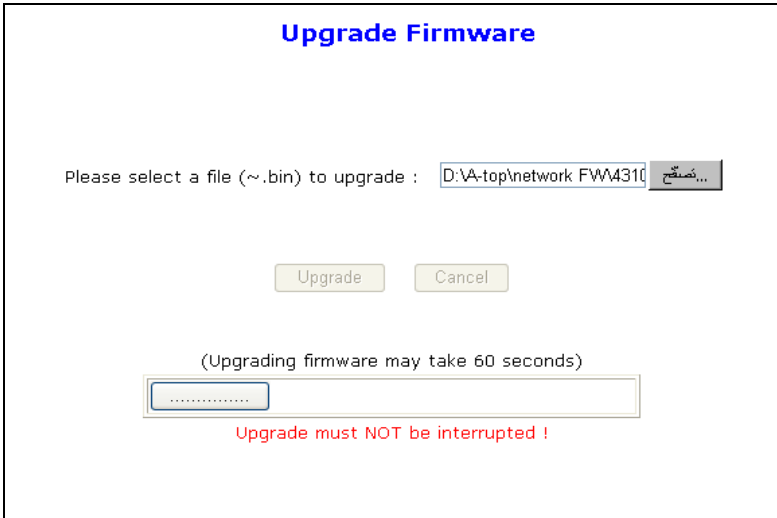 Upgrade Firmware
Please select a file (~.bin) to upgrade : D:\A-top\network FW\4310 تصفّح...
Upgrade Cancel
(Upgrading firmware may take 60 seconds)
...............
Upgrade must NOT be interrupted !